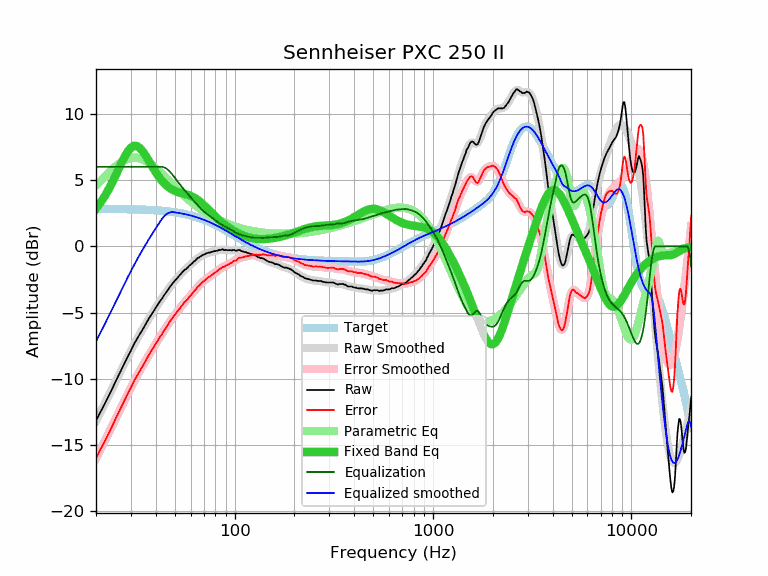 Sennheiser PXC 250 II
Amplitude (dBr)
10
5
0
−5
−10
−15
−20
Target
Raw Smoothed
Error Smoothed
Raw
Error
Parametric Eq
Fixed Band Eq
Equalization
Equalized smoothed
100
1000
10000
Frequency (Hz)